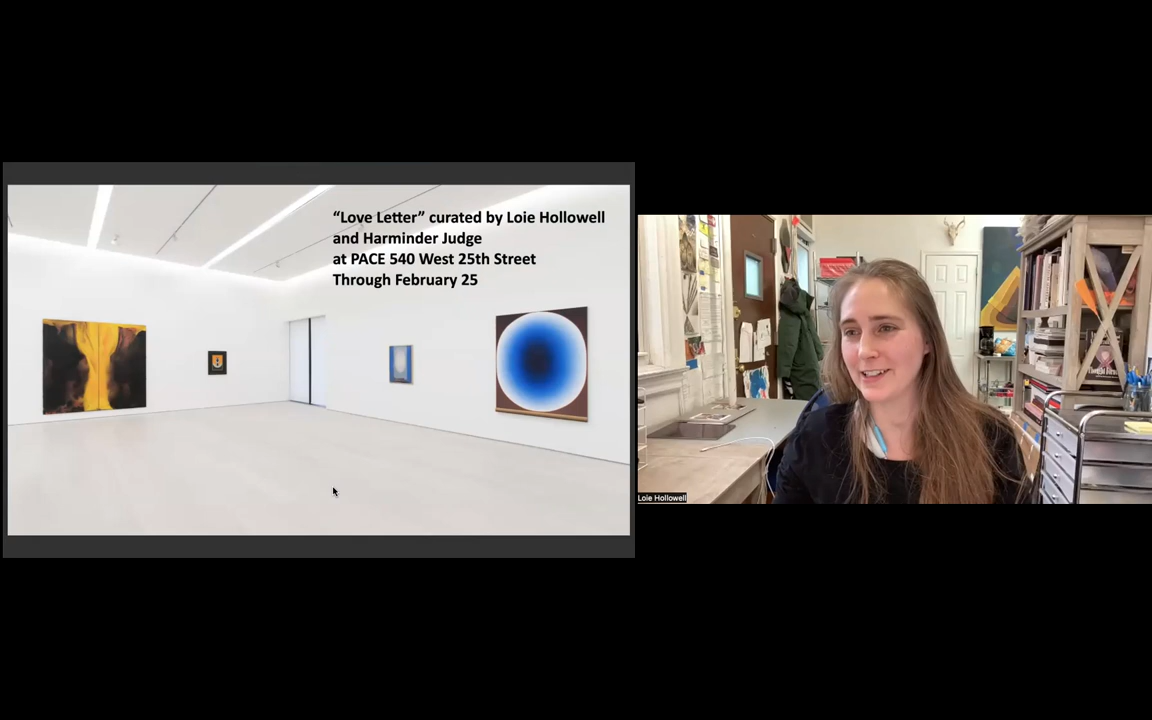 “Love Letter” curated by Loie Hollowell
and Harminder Judge
at PACE 540 West 25th Street
Through February 25
Loie Hollowell